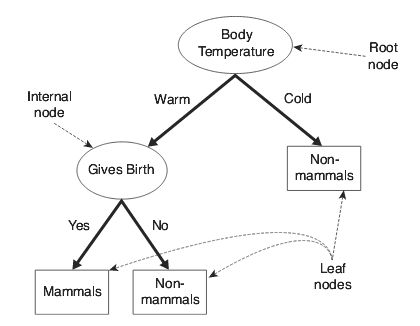 Body
Temperature
Root
node
Internal
node
Warm
Cold
Gives Birth
Non-
mammals
Yes
No
Mammals
Non-
mammals
Leaf
nodes